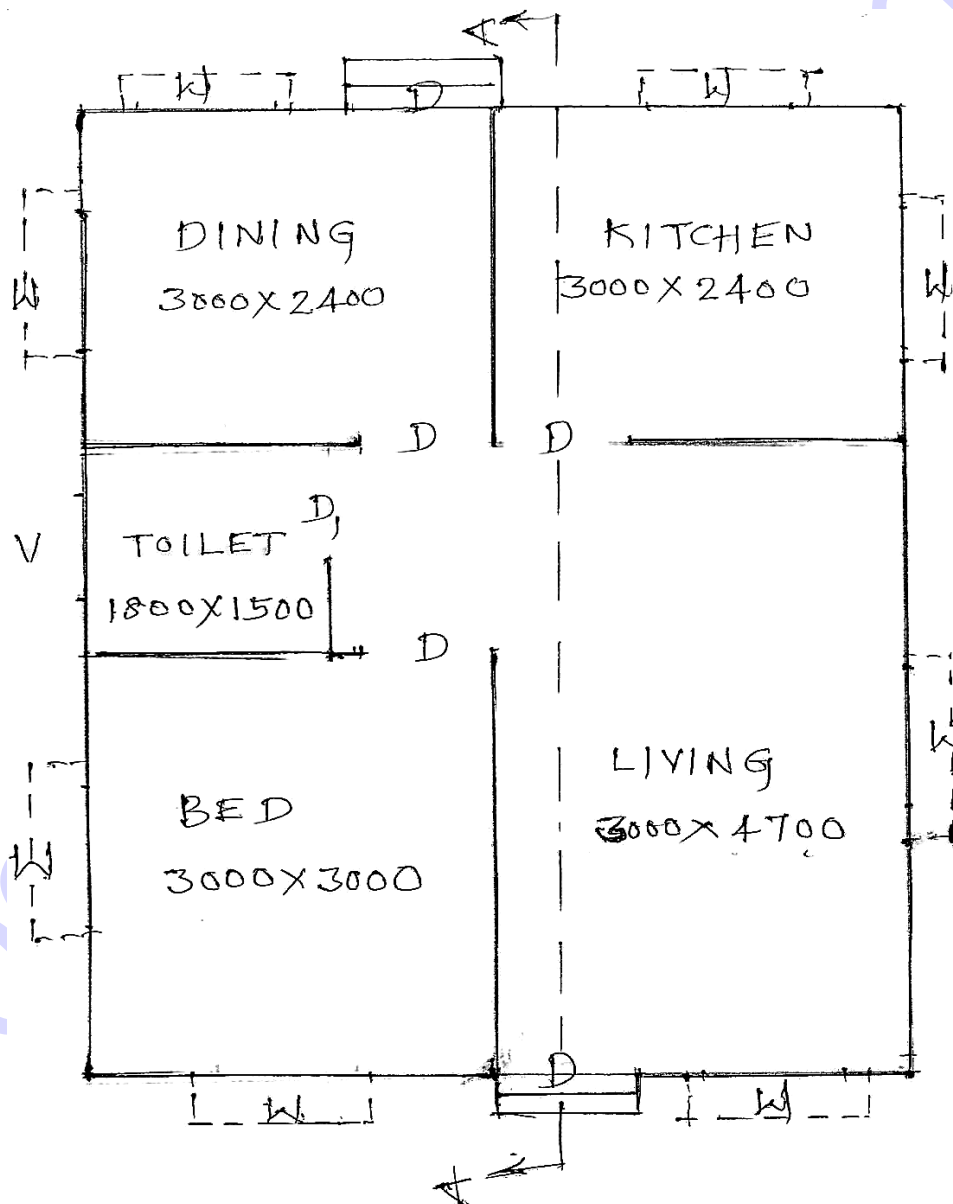 A
W
D
W
DINING
3000X2400
KITCHEN
3000X2400
W
W
D
D
V
TOILET
D1
1800X1500
D
W
LIVING
3000X4700
BED
3000X3000
W
D
W
W
A